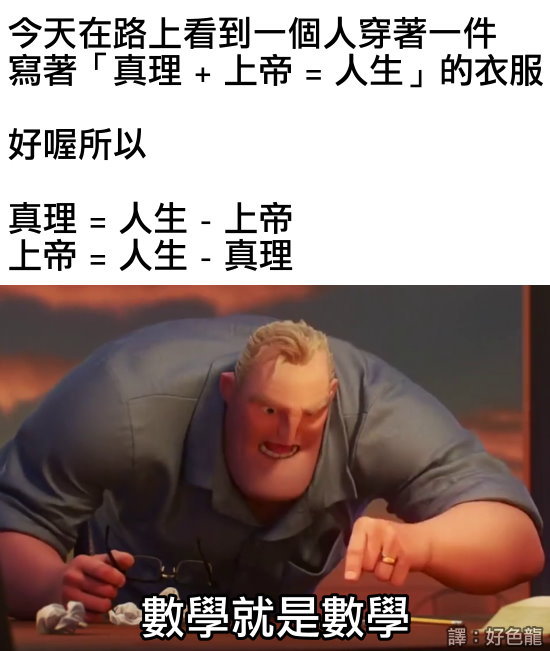 今天在路上看到一個人穿著一件
寫著「真理 + 上帝 = 人生」的衣服
好喔所以
真理 = 人生 - 上帝
上帝 = 人生 - 真理
數學就是數學
譯：好色龍